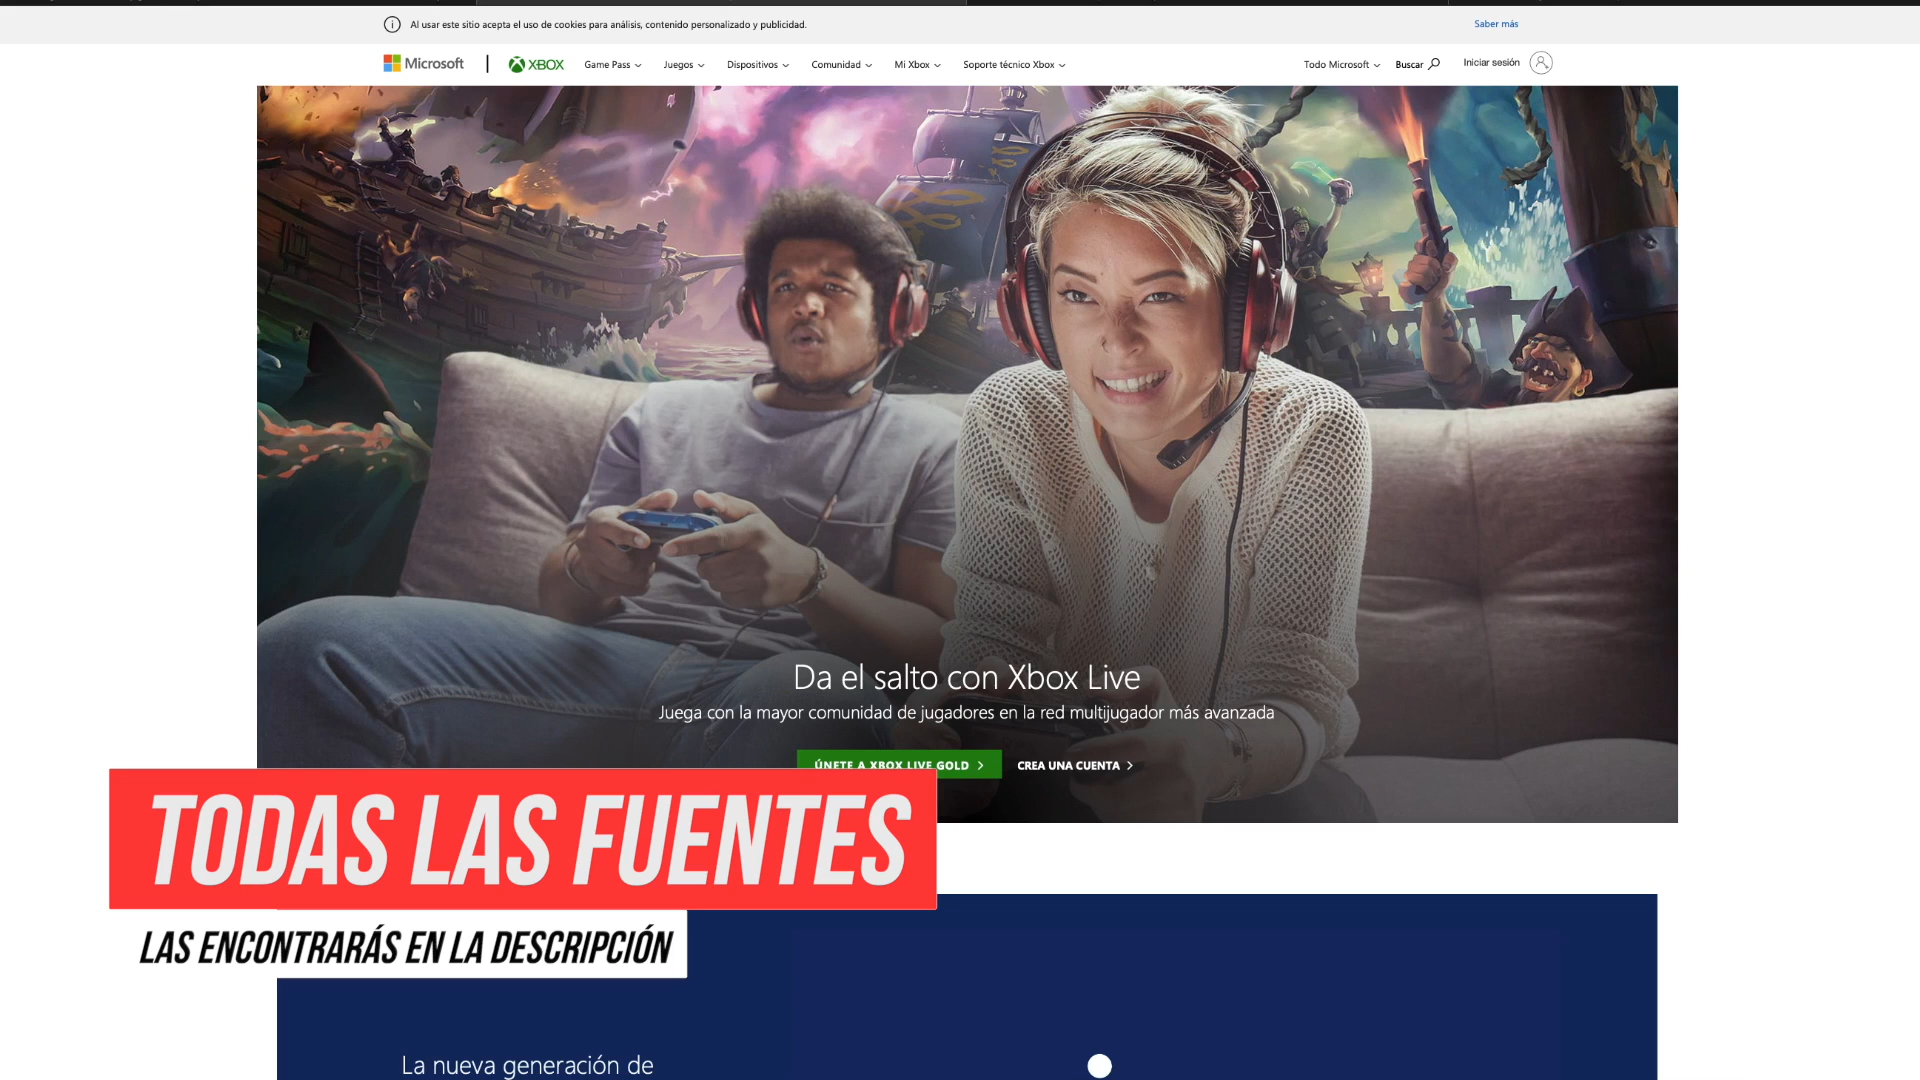 Al usar este sitio acepta el uso de cookies para análisis, contenido personalizado y publicidad.
Saber más
Microsoft
XBOX
Game Pass
Juegos
Dispositivos
Comunidad
Mi Xbox
Soporte técnico Xbox
Todo Microsoft
Buscar
Iniciar sesión
Da el salto con Xbox Live
Juega con la mayor comunidad de jugadores en la red multijugador más avanzada
ÚNETE A XBOX LIVE GOLD
CREA UNA CUENTA
TODAS LAS FUENTES
LAS ENCONTRARÁS EN LA DESCRIPCIÓN
La nueva generación de